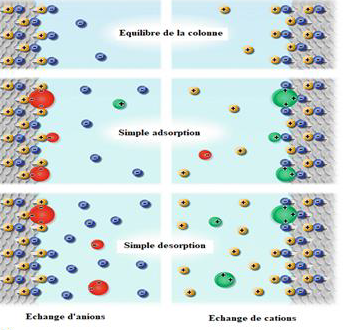 Equilibre de la colonne
Simple adsorption
Simple desorption
Echange d'anions
Echange de cations